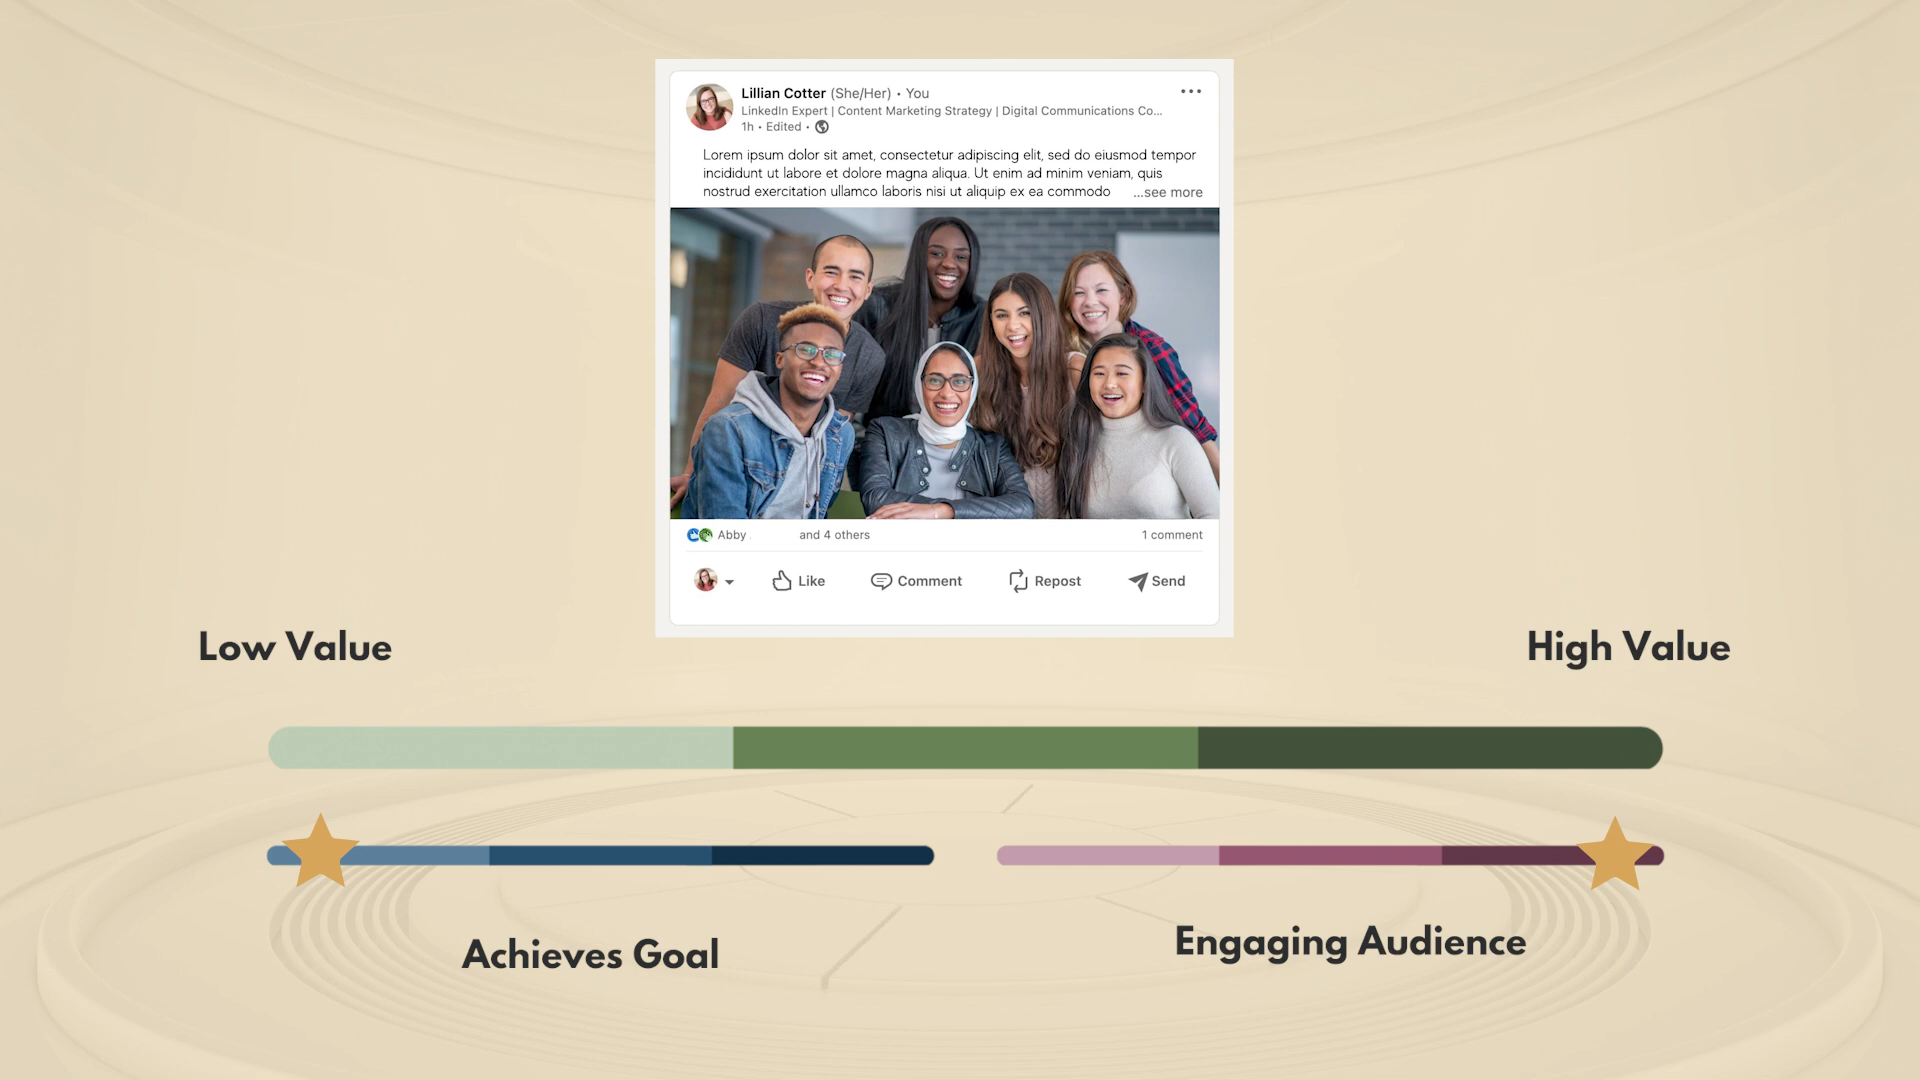 Lillian Cotter (She/Her) • You
LinkedIn Expert | Content Marketing Strategy | Digital Communications Co...
1h • Edited •
Lorem ipsum dolor sit amet, consectetur adipiscing elit, sed do eiusmod tempor
incididunt ut labore et dolore magna aliqua. Ut enim ad minim veniam, quis
nostrud exercitation ullamco laboris nisi ut aliquip ex ea commodo ...see more
Abby and 4 others 1 comment
Like Comment Repost Send
Low Value High Value
Achieves Goal Engaging Audience